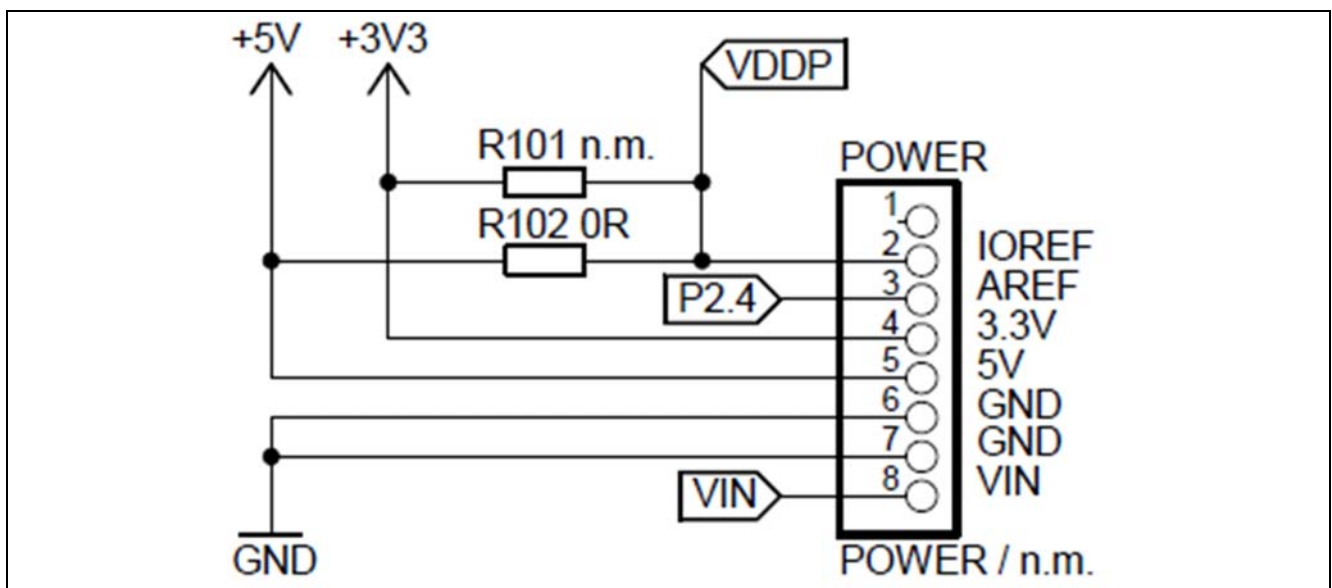 +5V +3V3
VDDP
R101 n.m.
POWER
R102 0R
1
2 IOREF
P2.4 3 AREF
4 3.3V
5 5V
6 GND
7 GND
VIN 8 VIN
GND
POWER / n.m.